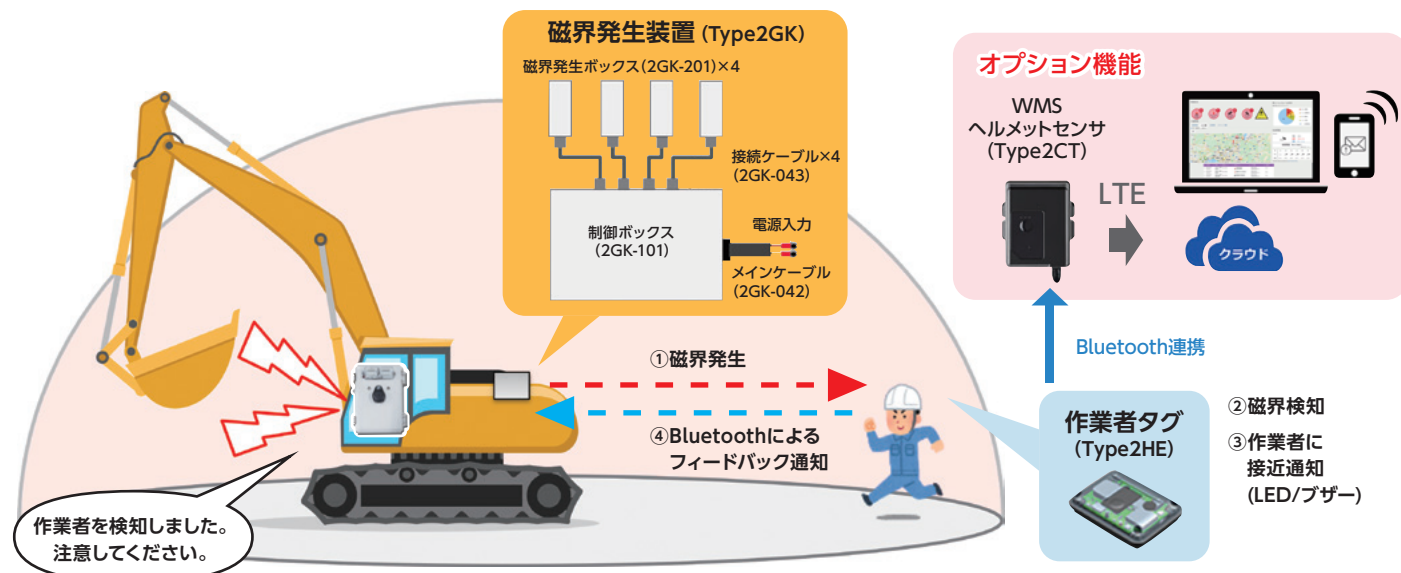 磁界発生装置 (Type2GK)
磁界発生ボックス(2GK-201)×4
接続ケーブル×4
(2GK-043)
制御ボックス
(2GK-101)
電源入力
メインケーブル
(2GK-042)
オプション機能
WMS
ヘルメットセンサ
(Type2CT)
LTE
クラウド
Bluetooth連携
①磁界発生
④Bluetoothによる
フィードバック通知
作業者タグ
(Type2HE)
②磁界検知
③作業者に
接近通知
(LED/ブザー)
作業者を検知しました。
注意してください。